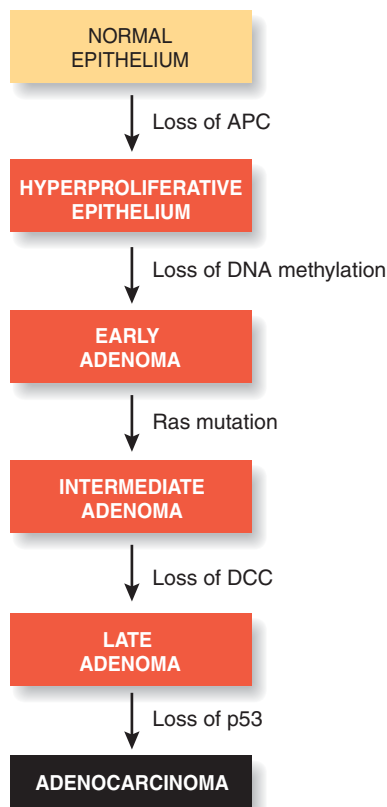 NORMAL
EPITHELIUM
Loss of APC
HYPERPROLIFERATIVE
EPITHELIUM
Loss of DNA methylation
EARLY
ADENOMA
Ras mutation
INTERMEDIATE
ADENOMA
Loss of DCC
LATE
ADENOMA
Loss of p53
ADENOCARCINOMA